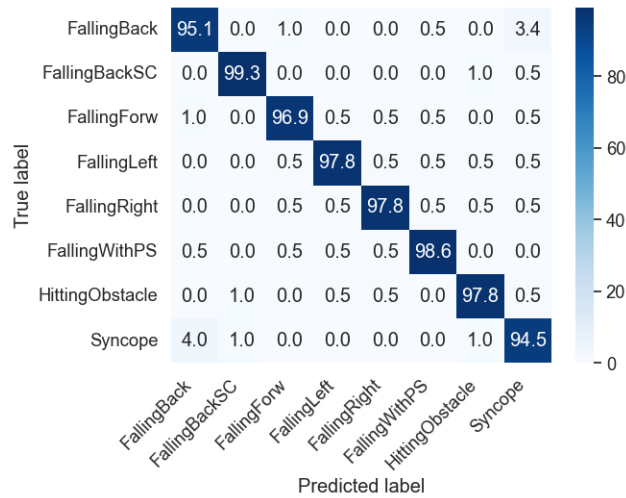 FallingBack 95.1 0.0 1.0 0.0 0.0 0.5 0.0 3.4
FallingBackSC 0.0 99.3 0.0 0.0 0.0 0.0 1.0 0.5
FallingForw 1.0 0.0 96.9 0.5 0.5 0.5 0.0 0.5
FallingLeft 0.0 0.0 0.5 97.8 0.5 0.5 0.5 0.5
FallingRight 0.0 0.0 0.5 0.5 97.8 0.5 0.5 0.5
FallingWithPS 0.5 0.0 0.5 0.5 0.5 98.6 0.0 0.0
HittingObstacle 0.0 1.0 0.0 0.5 0.5 0.0 97.8 0.5
Syncope 4.0 1.0 0.0 0.0 0.0 0.0 1.0 94.5
True label
FallingBack
FallingBackSC
FallingForw
FallingLeft
FallingRight
FallingWithPS
HittingObstacle
Syncope
Predicted label
80
60
40
20
0